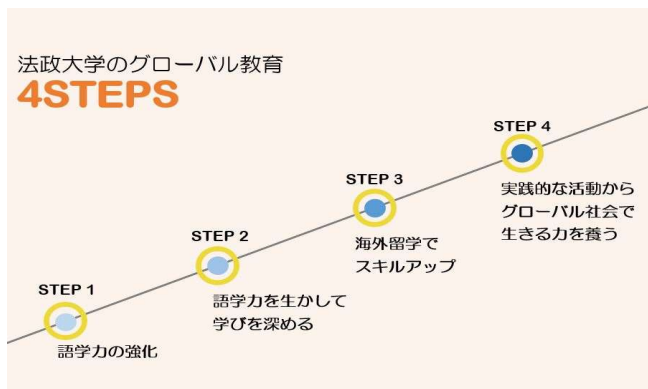 法政大学のグローバル教育
4STEPS
STEP 1
語学力の強化
STEP 2
語学力を生かして
学びを深める
STEP 3
海外留学で
スキルアップ
STEP 4
実践的な活動から
グローバル社会で
生きる力を養う